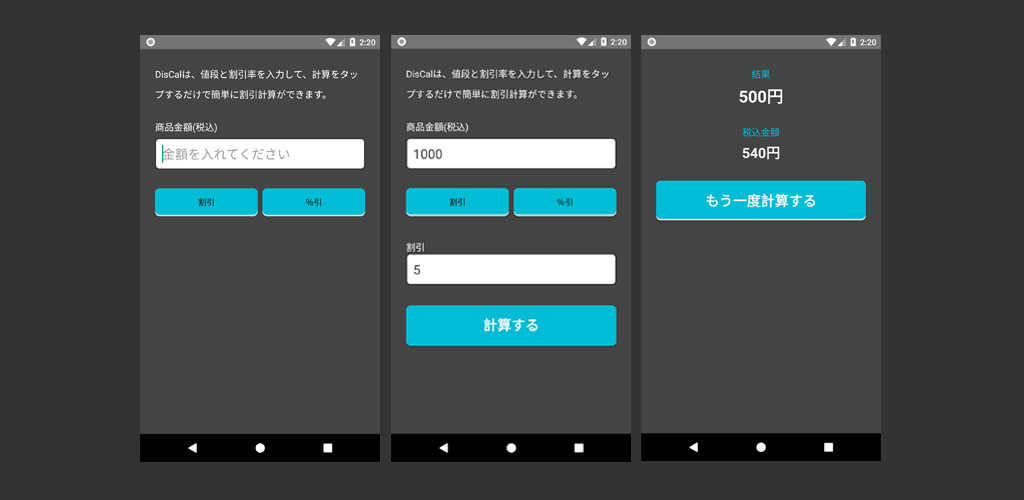 2:20
DisCalは、値段と割引率を入力して、計算をタッ
プするだけで簡単に割引計算ができます。
商品金額(税込)
金額を入れてください
割引
%引
2:20
DisCalは、値段と割引率を入力して、計算をタッ
プするだけで簡単に割引計算ができます。
商品金額(税込)
1000
割引
%引
割引
5
計算する
2:20
結果
500円
税込金額
540円
もう一度計算する